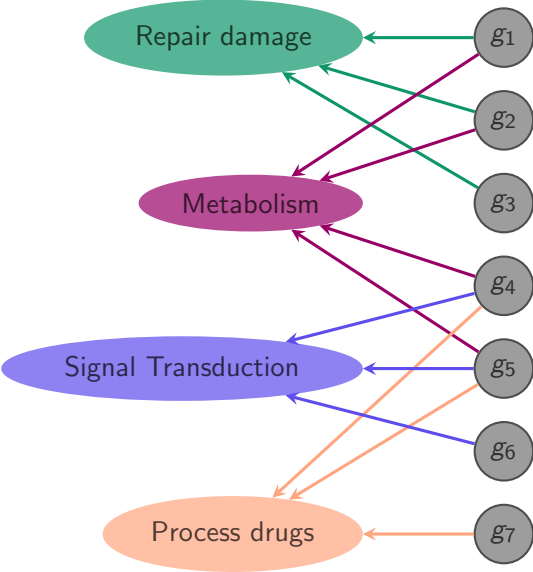 Repair damage
g1
g2
Metabolism
g3
g4
Signal Transduction
g5
g6
Process drugs
g7